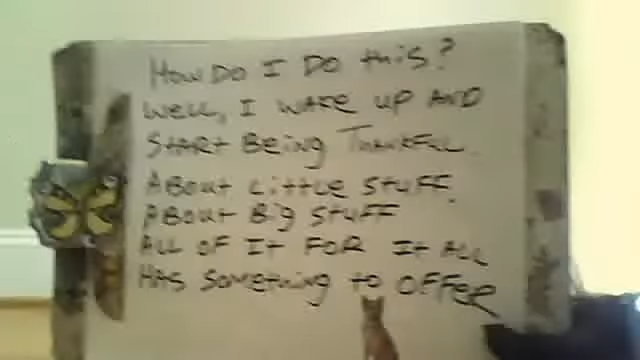 How Do I Do this?
Well, I wake up AND
START Being Thankful.
About Little Stuff.
About Big Stuff
All of It For It All
Has Something to OFFer